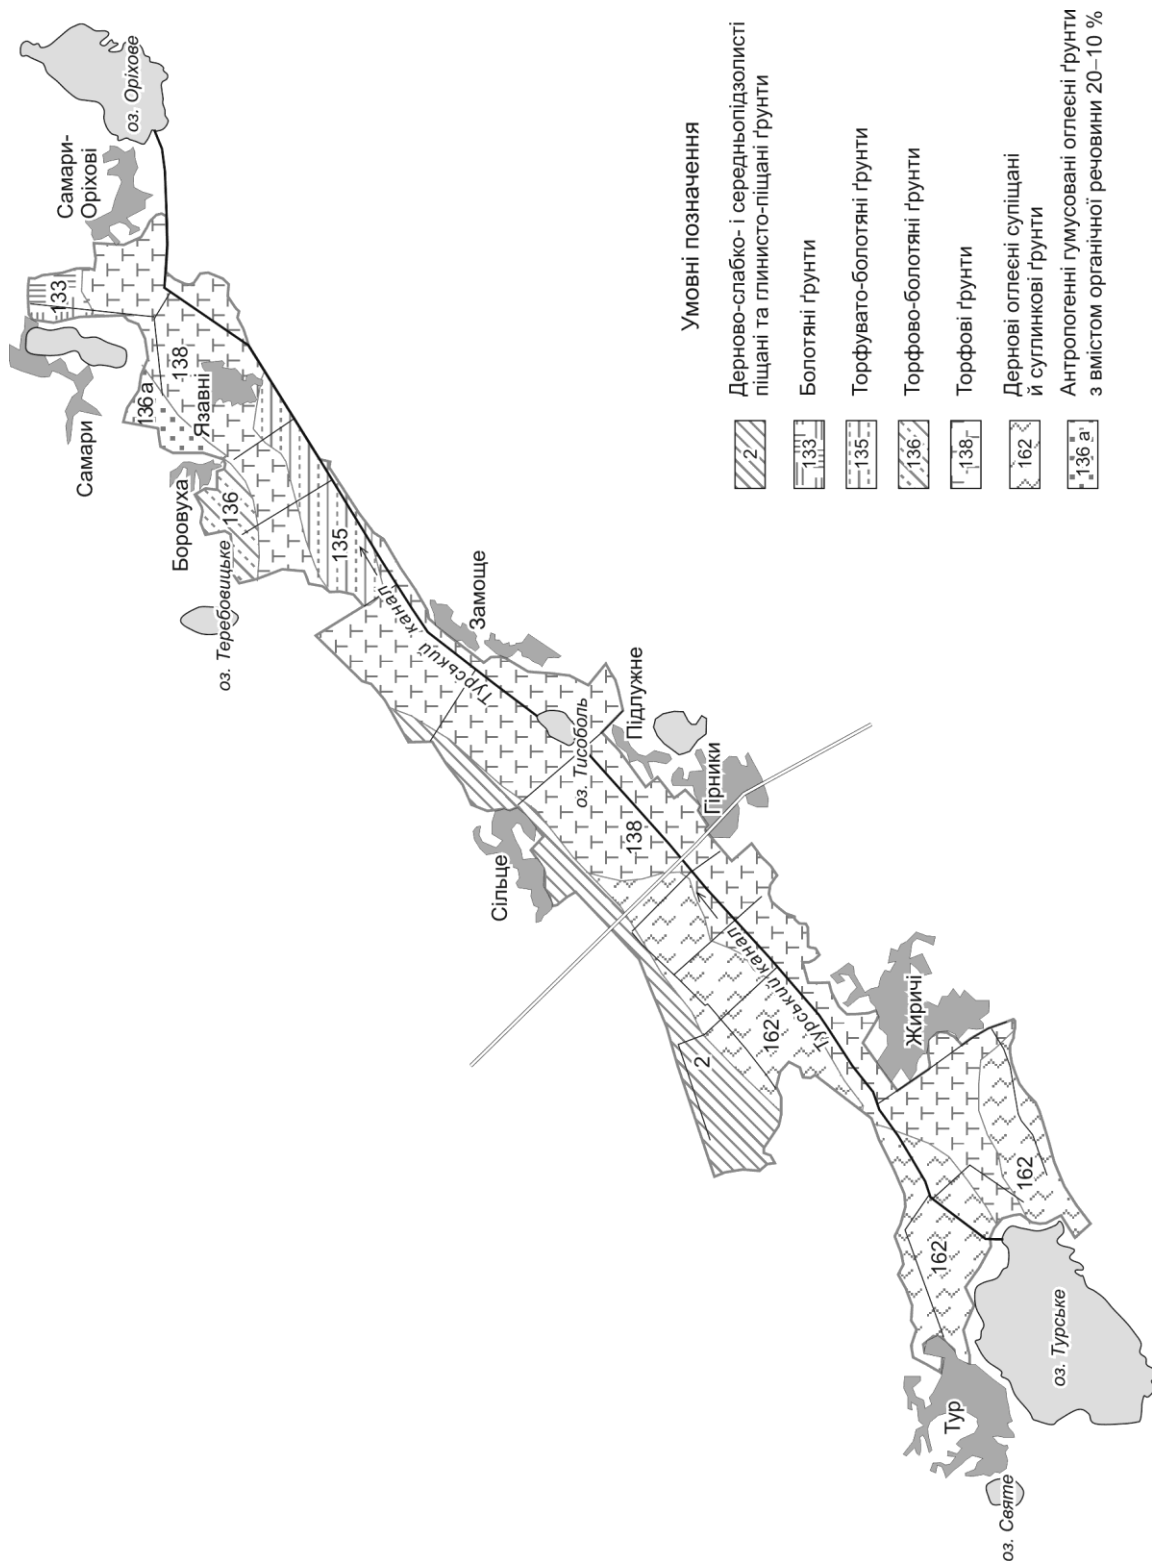 оз. Оріхове
Самари-
Оріхові
133
Самари
136 а
138
Язавні
Боровуха
136
оз. Теребовицьке
135
Турський канал
Замоще
оз. Тисоболь
Підлужне
Гірники
138
Сільце
Турський канал
2
162
Жиричі
162
162
оз. Турське
Тур
оз. Святе
Умовні позначення
2
Дерново-слабко- і середньопідзолисті
піщані та глинисто-піщані ґрунти
133
Болотяні ґрунти
135
Торфувато-болотяні ґрунти
136
Торфово-болотяні ґрунти
138
Торфові ґрунти
162
Дернові оглеєні супіщані
й суглинкові ґрунти
136 а
Антропогенні гумусовані оглеєні ґрунти
з вмістом органічної речовини 20–10 %